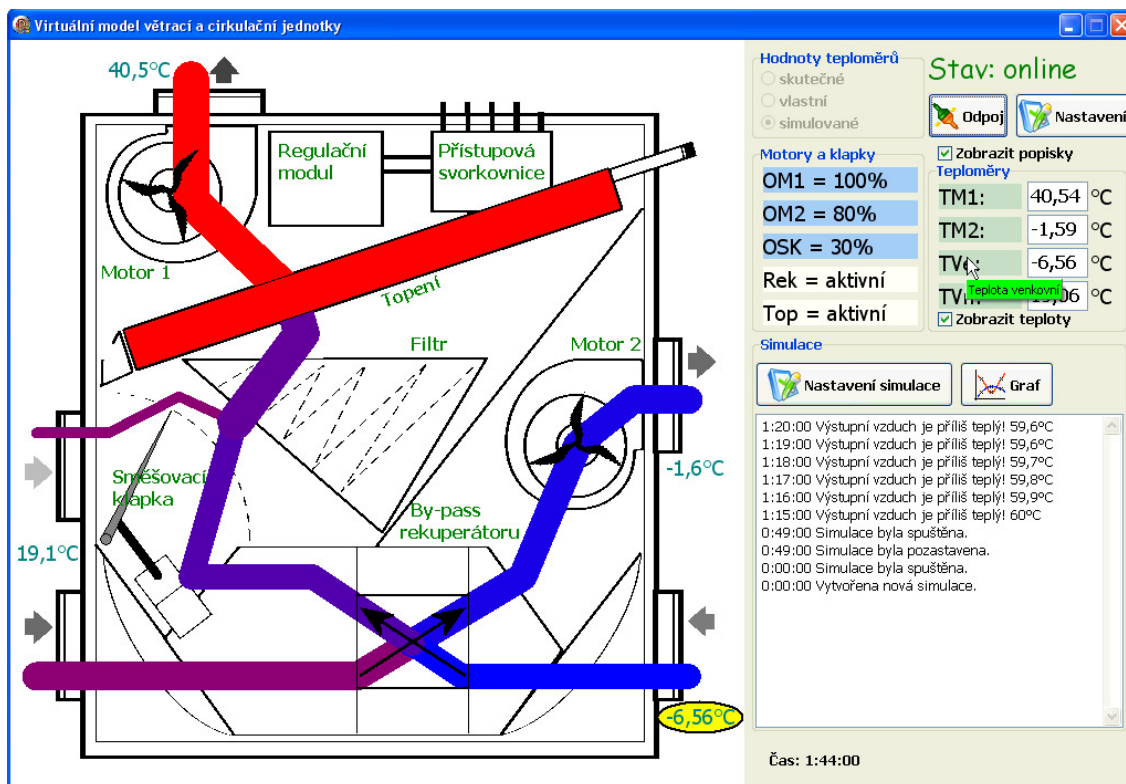 Virtuální model větrací a cirkulační jednotky
40,5°C
Regulační
modul
Přístupová
svorkovnice
Motor 1
Topení
Filtr
Motor 2
Směšovací
klapka
-1,6°C
By-pass
rekuperátoru
19,1°C
-6,56°C
Hodnoty teploměrů
skutečné
vlastní
simulované
Stav: online
Odpoj
Nastavení
Zobrazit popisky
Motory a klapky
OM1 = 100%
OM2 = 80%
OSK = 30%
Rek = aktivní
Top = aktivní
Teploměry
TM1: 40,54 °C
TM2: -1,59 °C
-6,56 °C
Teplota venkovní
°C
Zobrazit teploty
Simulace
Nastavení simulace
Graf
1:20:00 Výstupní vzduch je příliš teplý! 59,6°C
1:19:00 Výstupní vzduch je příliš teplý! 59,6°C
1:18:00 Výstupní vzduch je příliš teplý! 59,7°C
1:17:00 Výstupní vzduch je příliš teplý! 59,8°C
1:16:00 Výstupní vzduch je příliš teplý! 59,9°C
1:15:00 Výstupní vzduch je příliš teplý! 60°C
0:49:00 Simulace byla spuštěna.
0:49:00 Simulace byla pozastavena.
0:00:00 Simulace byla spuštěna.
0:00:00 Vytvořena nová simulace.
Čas: 1:44:00